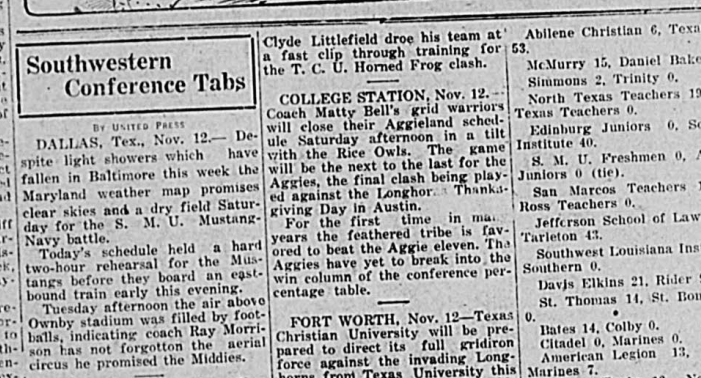 Southwestern
Conference Tabs
BY UNITED PRESS
DALLAS, Tex., Nov. 12.— De-
spite light showers which have
fallen in Baltimore this week the
Maryland weather map promises
clear skies and a dry field Satur-
day for the S. M. U. Mustang-
Navy battle.
Today's schedule held a hard
two-hour rehearsal for the Mus-
tangs before they board an east-
bound train early this evening.
Tuesday afternoon the air above
Ownby stadium was filled by foot-
balls, indicating coach Ray Morri-
son has not forgotton the aerial
circus he promised the Middies.
Clyde Littlefield droe his team at
a fast clip through training for
the T. C. U. Horned Frog clash.
COLLEGE STATION, Nov. 12.—
Coach Matty Bell's grid warriors
will close their Aggieland sched-
ule Saturday afternoon in a tilt
with the Rice Owls. The game
will be the next to the last for the
Aggies, the final clash being play-
ed against the Longhor Thanks-
giving Day in Austin.
For the first time in ma
years the feathered tribe is fav-
ored to beat the Aggie eleven. The
Aggies have yet to break into the
win column of the conference per-
centage table.
FORT WORTH, Nov. 12—Texas
Christian University will be pre-
pared to direct its full gridiron
force against the invading Long-
horns from Texas University this
Abilene Christian 6, Texa
53.
McMurry 15, Daniel Bake
Simmons 2, Trinity 0.
North Texas Teachers 19
Texas Teachers 0.
Edinburg Juniors 0, Sc
Institute 40.
S. M. U. Freshmen 0,
Juniors 0 (tie).
San Marcos Teachers
Ross Teachers 0.
Jefferson School of Law
Tarleton 43.
Southwest Louisiana Ins
Southern 0.
Davis Elkins 21, Rider
St. Thomas 14, St. Bon
0.
Bates 14, Colby 0.
Citadel 0, Marines 0.
American Legion 13,
Marines 7.